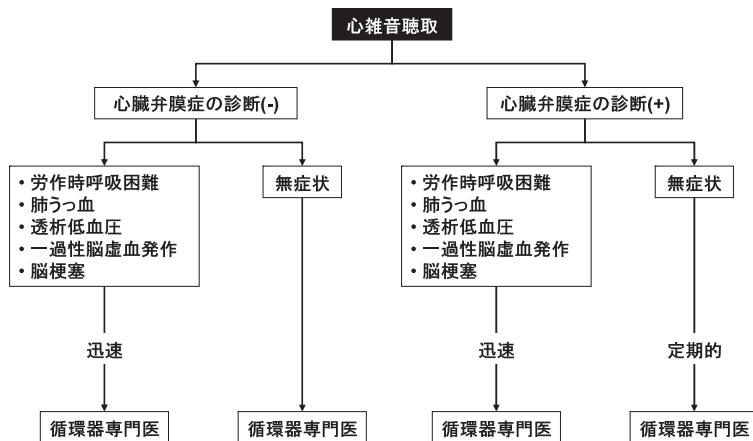 心雑音聴取
心臓弁膜症の診断(-)
心臓弁膜症の診断(+)
・労作時呼吸困難
・肺うっ血
・透析低血圧
・一過性脳虚血発作
・脳梗塞
無症状
・労作時呼吸困難
・肺うっ血
・透析低血圧
・一過性脳虚血発作
・脳梗塞
無症状
迅速
迅速
定期的
循環器専門医
循環器専門医
循環器専門医
循環器専門医